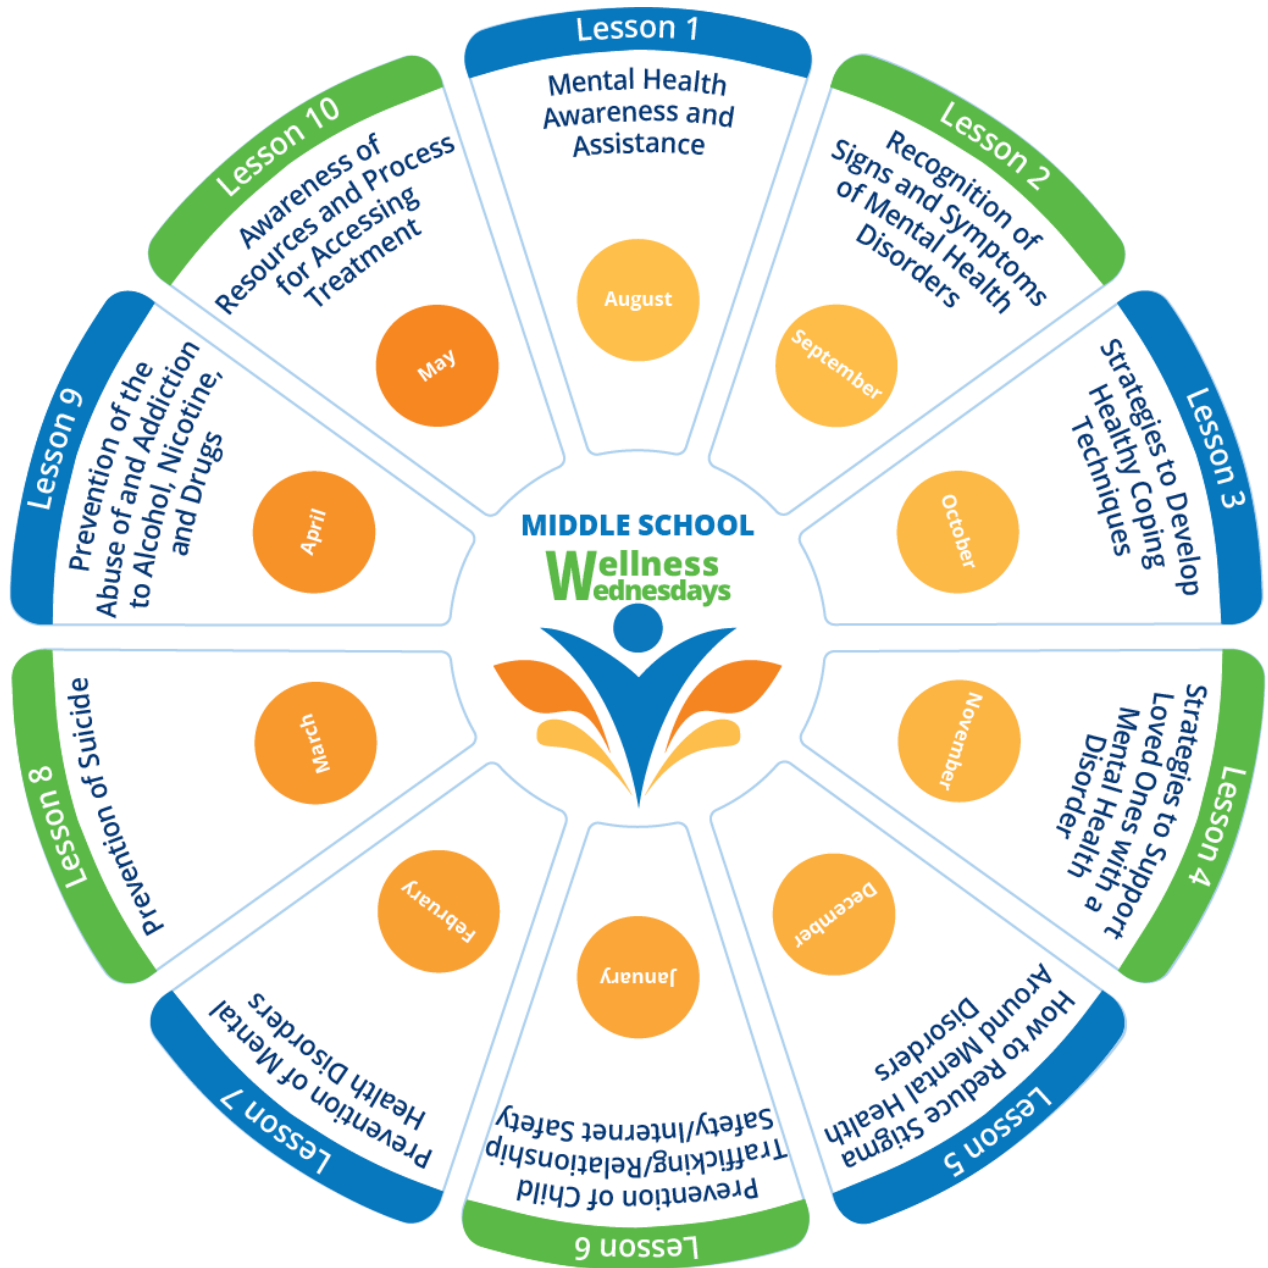 MIDDLE SCHOOL
Wellness
Wednesdays
Lesson 1
Mental Health
Awareness and
Assistance
August
Lesson 2
Recognition of
Signs and Symptoms
of Mental Health
Disorders
September
Lesson 3
Strategies to Develop
Healthy Coping
Techniques
October
Lesson 4
Strategies to Support
Loved Ones with a
Mental Health
Disorder
November
Lesson 5
How to Reduce Stigma
Around Mental Health
Disorders
December
Lesson 6
Prevention of Child
Trafficking/Relationship
Safety/Internet Safety
January
Lesson 7
Prevention of Mental
Health Disorders
February
Lesson 8
Prevention of Suicide
March
Lesson 9
Prevention of the
Abuse of and Addiction
to Alcohol, Nicotine,
and Drugs
April
Lesson 10
Awareness of
Resources and Process
for Accessing
Treatment
May